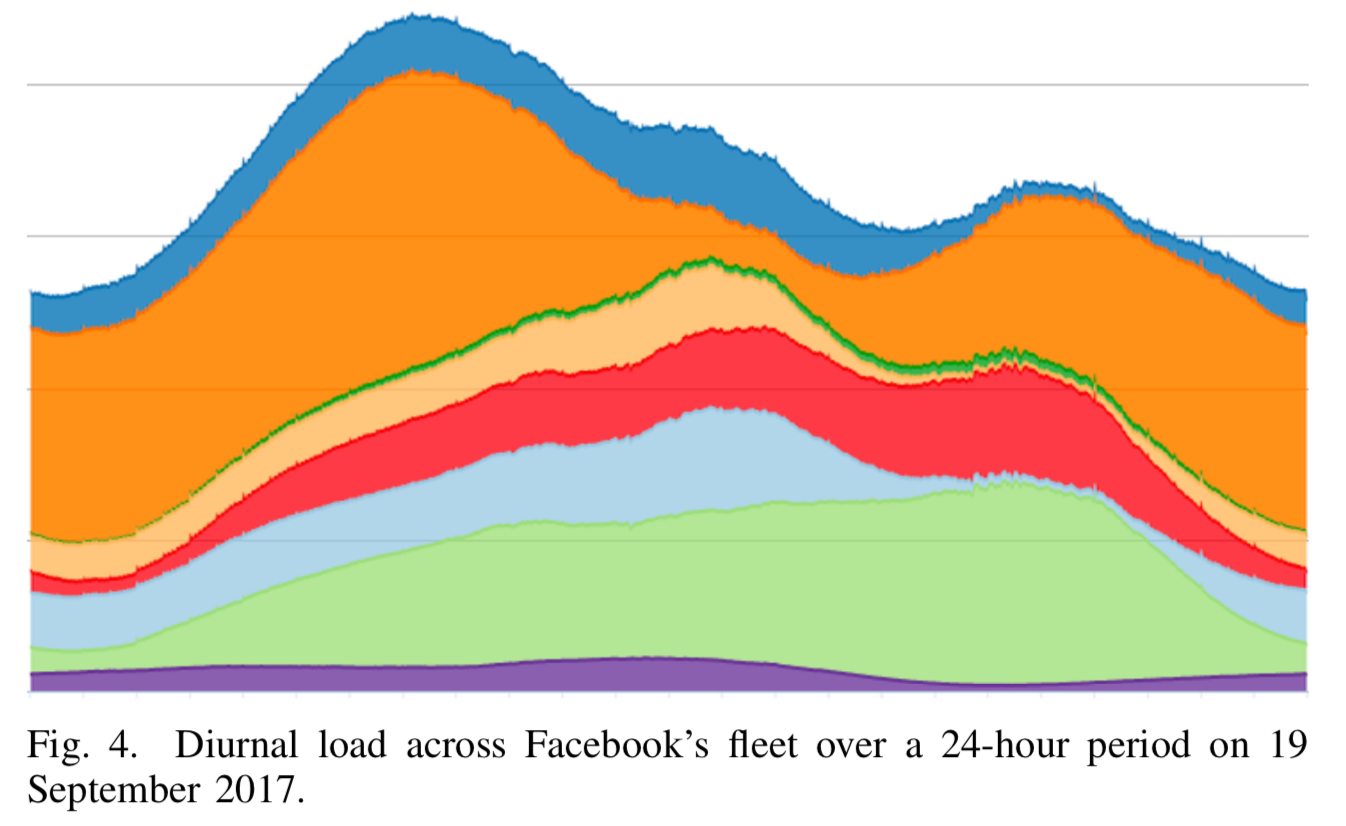 Fig. 4. Diurnal load across Facebook's fleet over a 24-hour period on 19
September 2017.